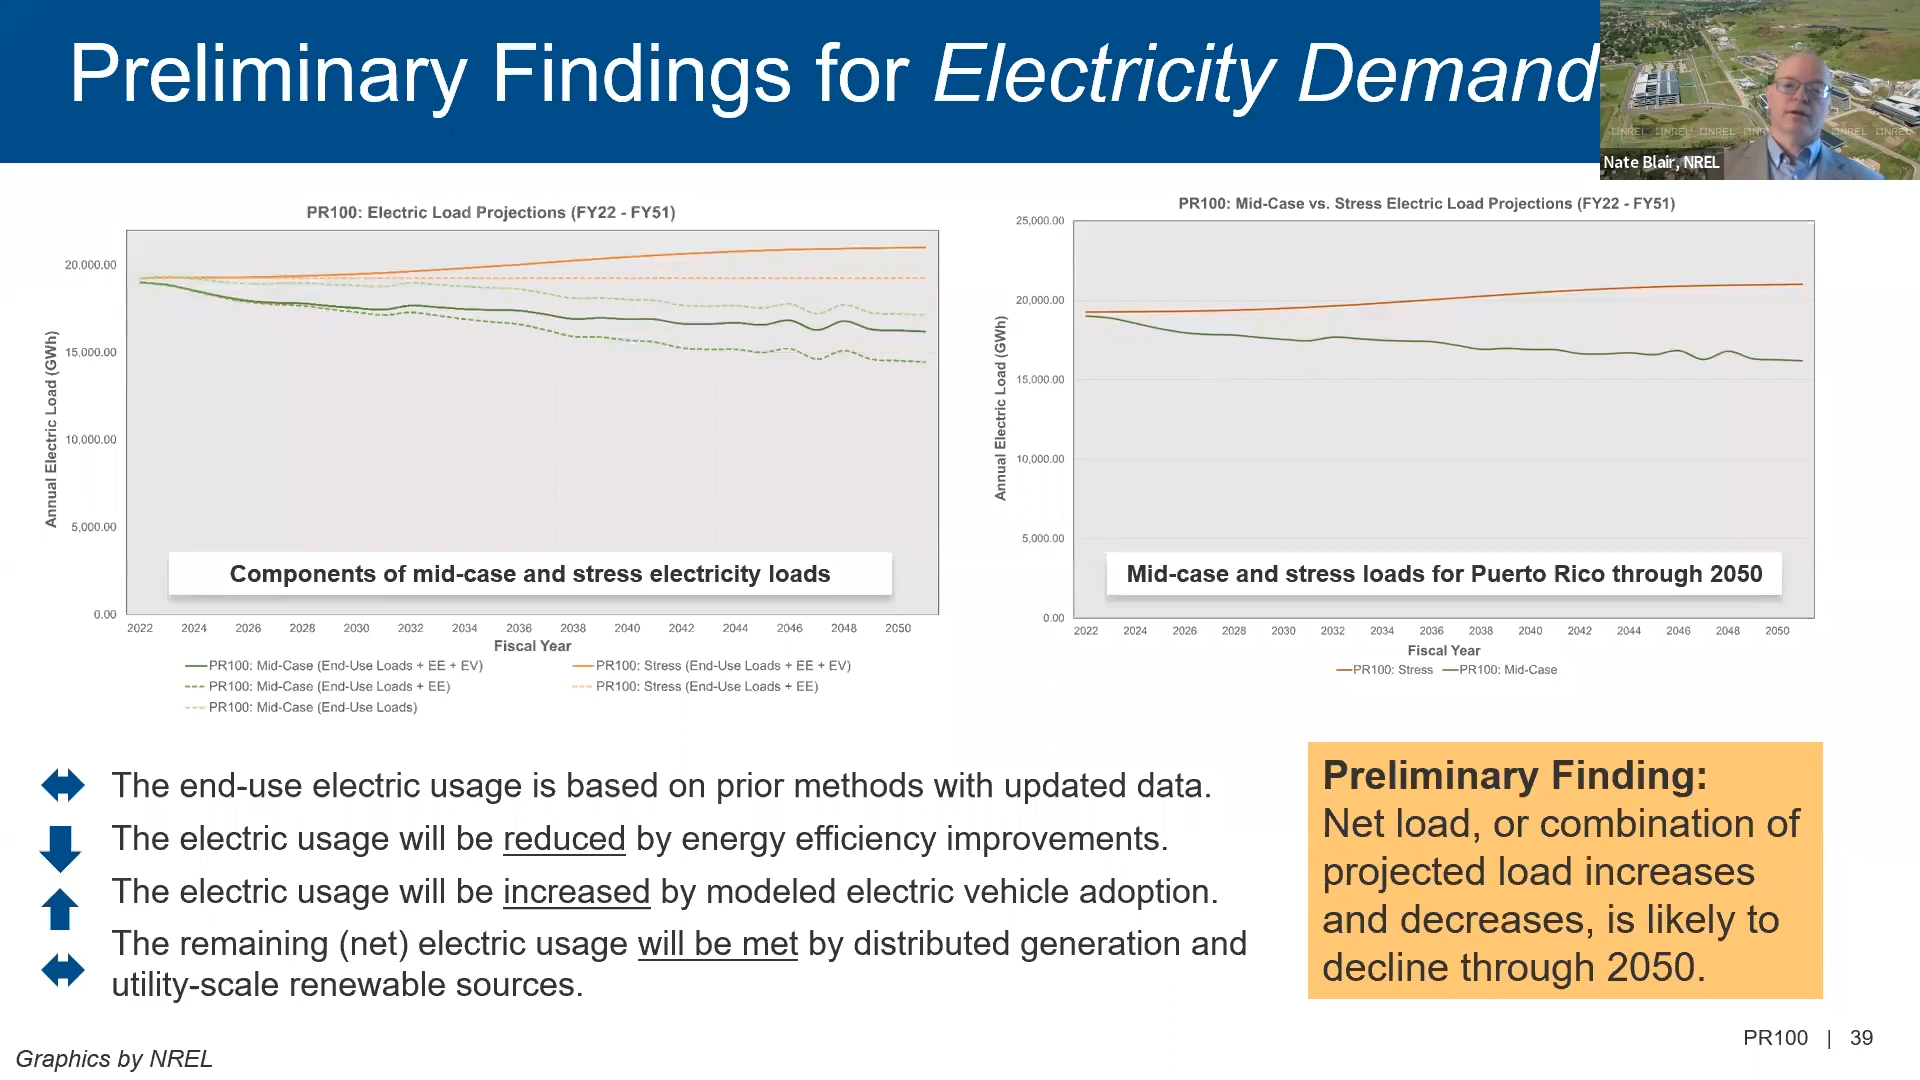 Preliminary Findings for Electricity Demand
NREL NREL NREL NREL NREL
Nate Blair, NREL
PR100: Electric Load Projections (FY22 - FY51)
20,000.00
15,000.00
10,000.00
5,000.00
0.00
Annual Electric Load (GWh)
Components of mid-case and stress electricity loads
2022 2024 2026 2028 2030 2032 2034 2036 2038 2040 2042 2044 2046 2048 2050
Fiscal Year
PR100: Mid-Case (End-Use Loads + EE + EV)
PR100: Stress (End-Use Loads + EE + EV)
PR100: Mid-Case (End-Use Loads + EE)
PR100: Stress (End-Use Loads + EE)
PR100: Mid-Case (End-Use Loads)
PR100: Mid-Case vs. Stress Electric Load Projections (FY22 - FY51)
25,000.00
20,000.00
15,000.00
10,000.00
5,000.00
0.00
Annual Electric Load (GWh)
Mid-case and stress loads for Puerto Rico through 2050
2022 2024 2026 2028 2030 2032 2034 2036 2038 2040 2042 2044 2046 2048 2050
Fiscal Year
PR100: Stress PR100: Mid-Case
The end-use electric usage is based on prior methods with updated data.
The electric usage will be reduced by energy efficiency improvements.
The electric usage will be increased by modeled electric vehicle adoption.
The remaining (net) electric usage will be met by distributed generation and
utility-scale renewable sources.
Preliminary Finding:
Net load, or combination of
projected load increases
and decreases, is likely to
decline through 2050.
PR100 | 39
Graphics by NREL